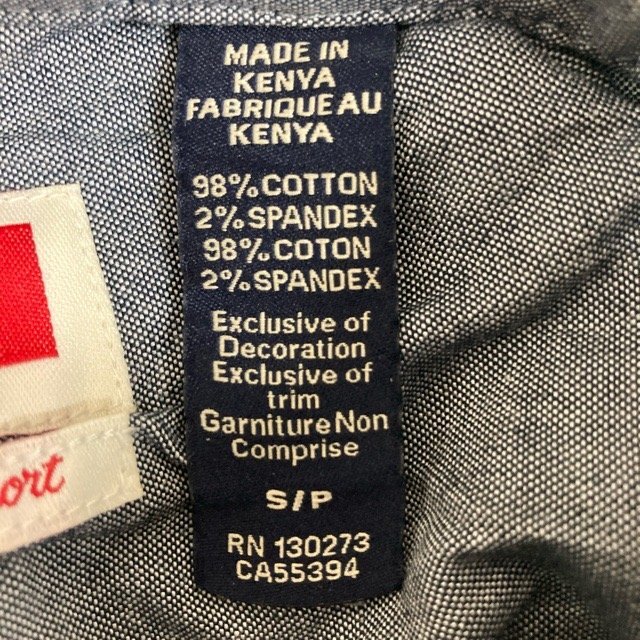 MADE IN
KENYA
FABRIQUE AU
KENYA
98% COTTON
2% SPANDEX
98% COTON
2% SPANDEX
Exclusive of
Decoration
Exclusive of
trim
Garniture Non
Comprise
S/P
RN 130273
CA55394